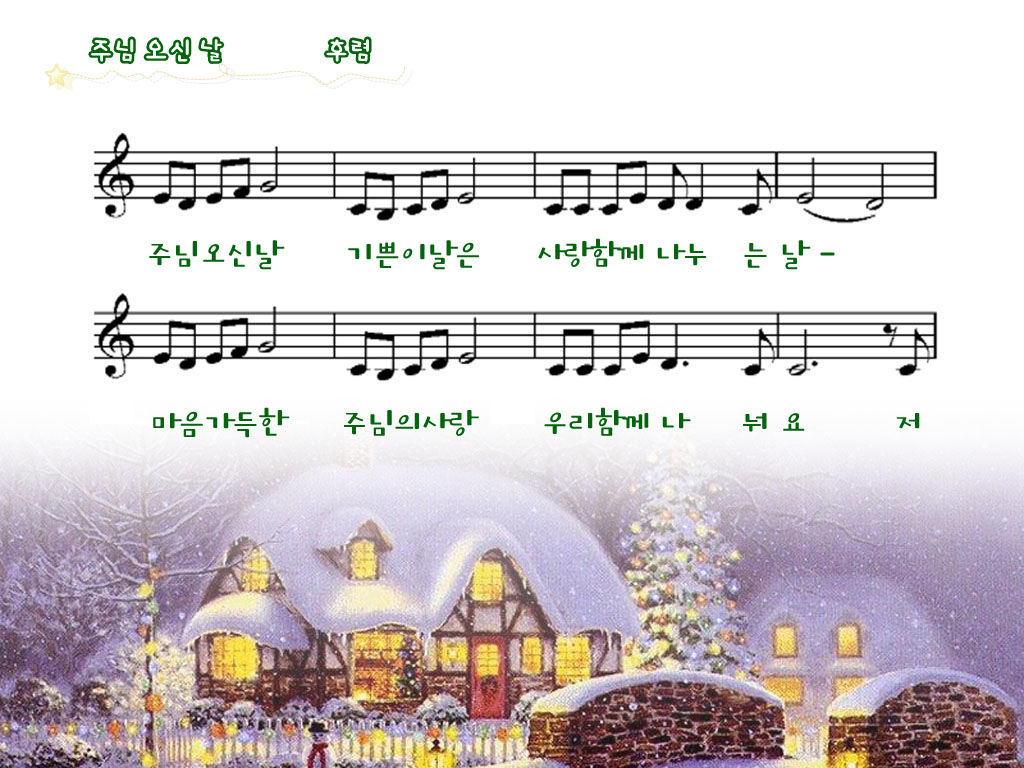 주님 오신 날 후렴
주님오신날 기쁜이날은 사랑함께 나누 는 날 -
마음가득한 주님의사랑 우리함께 나 눠 요 저